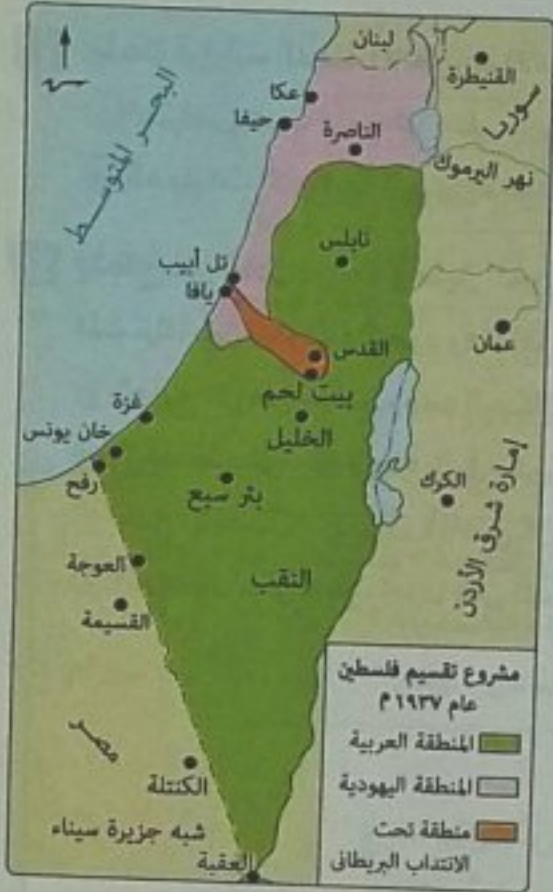 لبنان
القنيطرة
سوريا
عكا
حيفا
الناصرة
البحر المتوسط
نهر اليرموك
نابلس
تل أبيب
يافا
عمان
القدس
بيت لحم
الخليل
غزة
خان يونس
رفح
بئر سبع
الكرك
إمارة شرق الأردن
العوجة
النقب
القسيمة
مصر
الكنتلة
شبه جزيرة سيناء
العقبة
مشروع تقسيم فلسطين
عام ١٩٣٧م
المنطقة العربية
المنطقة اليهودية
منطقة تحت
الانتداب البريطانى